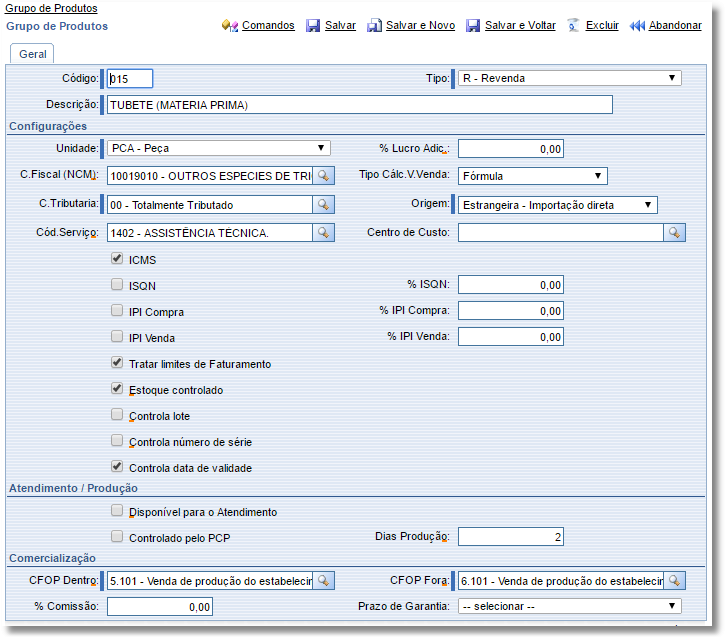 Grupo de Produtos
Grupo de Produtos Comandos Salvar Salvar e Novo Salvar e Voltar Excluir Abandonar
Geral
Código: 015 Tipo: R - Revenda
Descrição: TUBETE (MATERIA PRIMA)
Configurações
Unidade: PCA - Peça % Lucro Adic.: 0,00
C.Fiscal (NCM): 10019010 - OUTROS ESPECIES DE TRI Tipo Cálc.V.Venda: Fórmula
C.Tributaria: 00 - Totalmente Tributado Origem: Estrangeira - Importação direta
Cód.Serviço: 1402 - ASSISTÊNCIA TÉCNICA. Centro de Custo:
ICMS
ISQN % ISQN: 0,00
IPI Compra % IPI Compra: 0,00
IPI Venda % IPI Venda: 0,00
Tratar limites de Faturamento
Estoque controlado
Controla lote
Controla número de série
Controla data de validade
Atendimento / Produção
Disponível para o Atendimento
Controlado pelo PCP Dias Produção: 2
Comercialização
CFOP Dentro: 5.101 - Venda de produção do estabelecir CFOP Fora: 6.101 - Venda de produção do estabelecir
% Comissão: 0,00 Prazo de Garantia: -- selecionar --